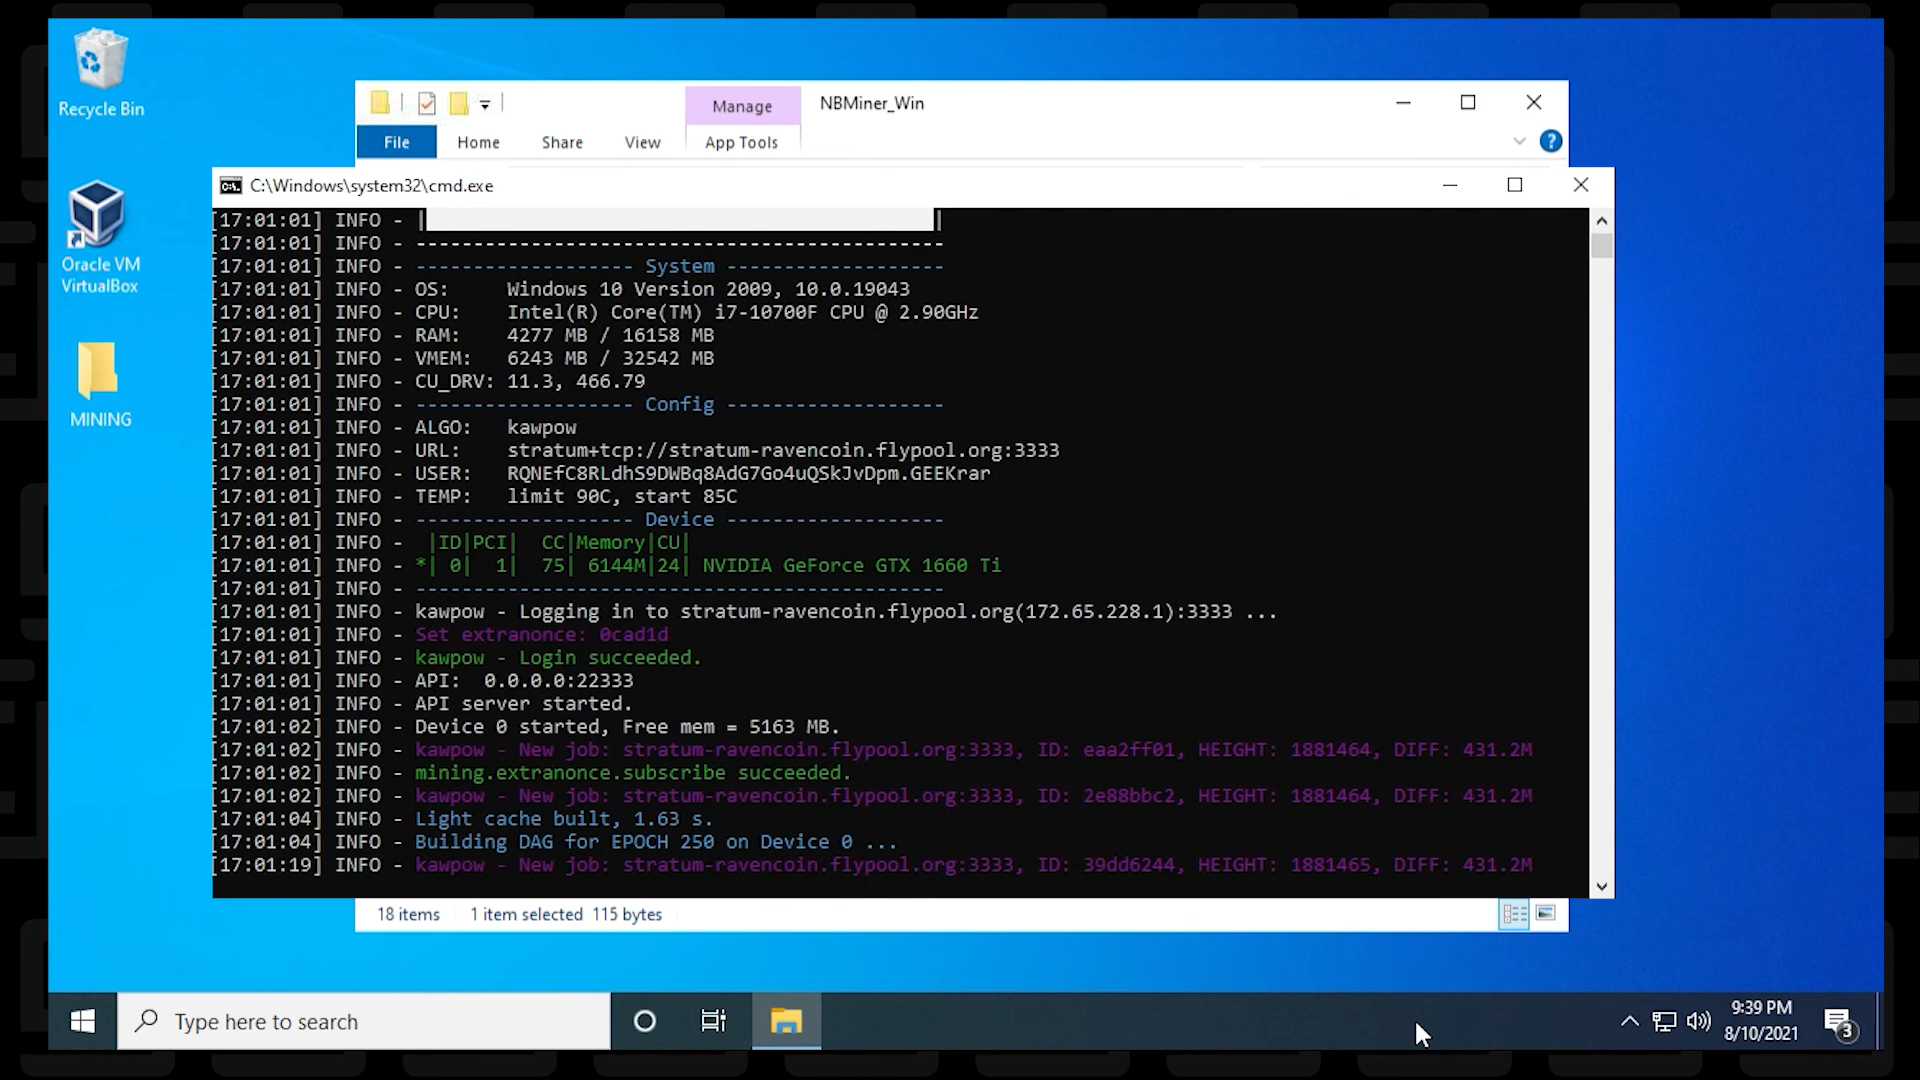 Recycle Bin
Oracle VM
VirtualBox
MINING
Manage
NBMiner_Win
File
Home
Share
View
App Tools
C:\Windows\system32\cmd.exe
[17:01:01] INFO - | |
[17:01:01] INFO - ----------------------------------------------
[17:01:01] INFO - ------------------- System -------------------
[17:01:01] INFO - OS: Windows 10 Version 2009, 10.0.19043
[17:01:01] INFO - CPU: Intel(R) Core(TM) i7-10700F CPU @ 2.90GHz
[17:01:01] INFO - RAM: 4277 MB / 16158 MB
[17:01:01] INFO - VMEM: 6243 MB / 32542 MB
[17:01:01] INFO - CU_DRV: 11.3, 466.79
[17:01:01] INFO - ------------------- Config -------------------
[17:01:01] INFO - ALGO: kawpow
[17:01:01] INFO - URL: stratum+tcp://stratum-ravencoin.flypool.org:3333
[17:01:01] INFO - USER: RQNEfC8RLdhS9DWBq8AdG7Go4uQSkJvDpm.GEEKrar
[17:01:01] INFO - TEMP: limit 90C, start 85C
[17:01:01] INFO - ------------------- Device -------------------
[17:01:01] INFO - |ID|PCI| CC|Memory|CU|
[17:01:01] INFO - *| 0| 1| 75| 6144M|24| NVIDIA GeForce GTX 1660 Ti
[17:01:01] INFO - ----------------------------------------------
[17:01:01] INFO - kawpow - Logging in to stratum-ravencoin.flypool.org(172.65.228.1):3333 ...
[17:01:01] INFO - Set extranonce: 0cad1d
[17:01:01] INFO - kawpow - Login succeeded.
[17:01:01] INFO - API: 0.0.0.0:22333
[17:01:01] INFO - API server started.
[17:01:02] INFO - Device 0 started, Free mem = 5163 MB.
[17:01:02] INFO - kawpow - New job: stratum-ravencoin.flypool.org:3333, ID: eaa2ff01, HEIGHT: 1881464, DIFF: 431.2M
[17:01:02] INFO - mining.extranonce.subscribe succeeded.
[17:01:02] INFO - kawpow - New job: stratum-ravencoin.flypool.org:3333, ID: 2e88bbc2, HEIGHT: 1881464, DIFF: 431.2M
[17:01:04] INFO - Light cache built, 1.63 s.
[17:01:04] INFO - Building DAG for EPOCH 250 on Device 0 ...
[17:01:19] INFO - kawpow - New job: stratum-ravencoin.flypool.org:3333, ID: 39dd6244, HEIGHT: 1881465, DIFF: 431.2M
18 items
1 item selected 115 bytes
Type here to search
9:39 PM
8/10/2021
3